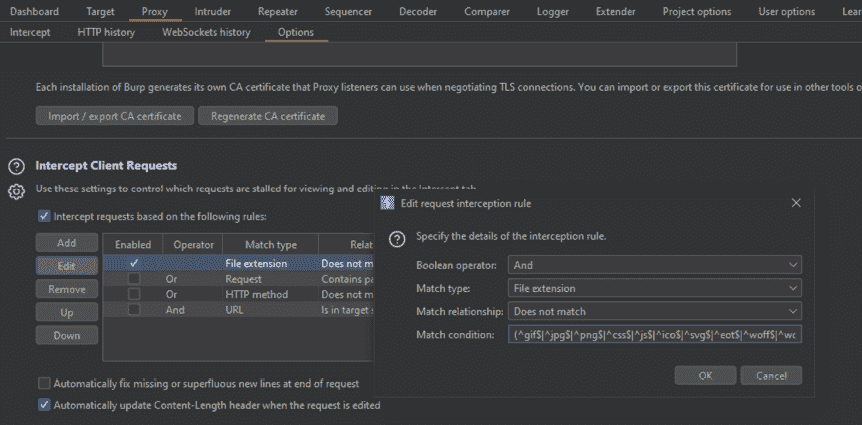 Dashboard Target Proxy Intruder Repeater Sequencer Decoder Comparer Logger Extender Project options User options Lear
Intercept HTTP history WebSockets history Options
Each installation of Burp generates its own CA certificate that Proxy listeners can use when negotiating TLS connections. You can import or export this certificate for use in other tools o
Import / export CA certificate Regenerate CA certificate
Intercept Client Requests
Use these settings to control which requests are stalled for viewing and editing in the Intercept tab
Intercept requests based on the following rules:
Add
Edit
Remove
Up
Down
Enabled Operator Match type Relat
File extension Does not m
Or Request Contains pa
Or HTTP method Does not m
And URL Is in target s
Automatically fix missing or superfluous new lines at end of request
Automatically update Content-Length header when the request is edited
Edit request interception rule
Specify the details of the interception rule.
Boolean operator: And
Match type: File extension
Match relationship: Does not match
Match condition: (^gif$|^jpg$|^png$|^css$|^js$|^ico$|^svg$|^eot$|^woff$|^wo
OK Cancel